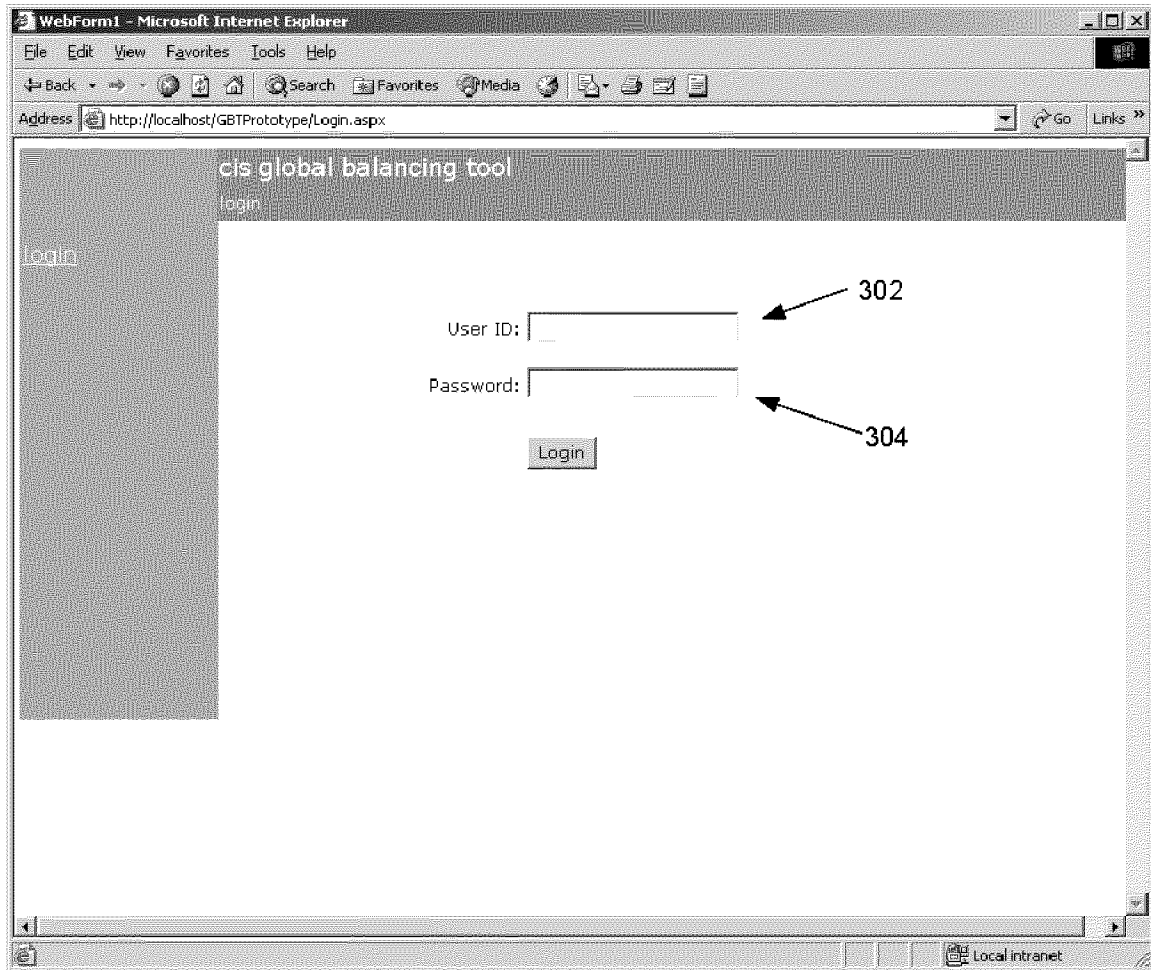 WebForm1 - Microsoft Internet Explorer
File Edit View Favorites Tools Help
Back Search Favorites Media
Address http://localhost/GBTPrototype/Login.aspx Go Links »
cis global balancing tool
login
login
302
User ID:
Password:
304
Login
Local intranet